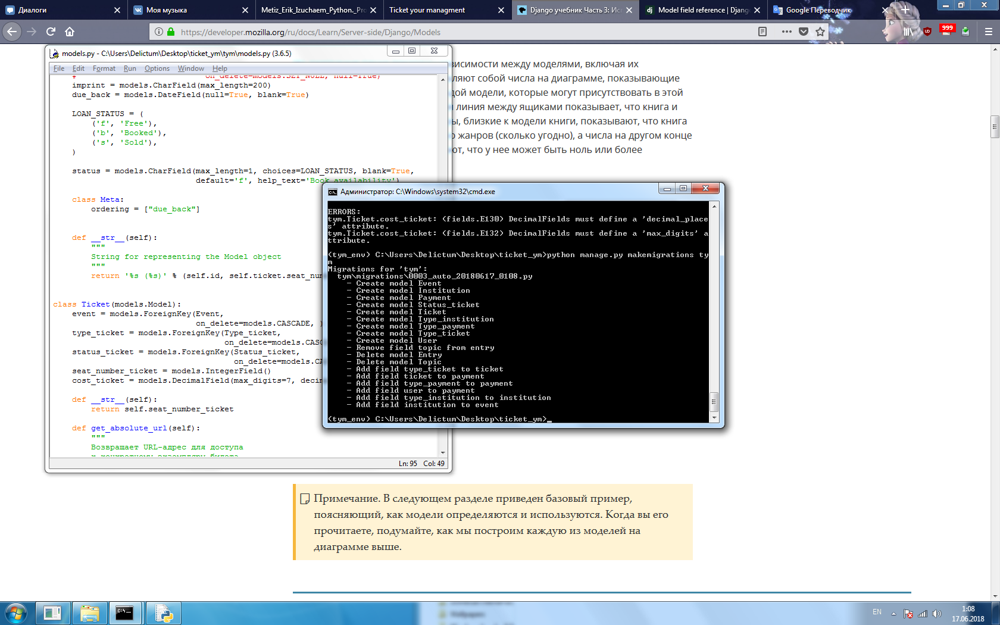 Диалоги
Моя музыка
Metiz_Erik_Izuchaem_Python._Pro
Ticket your managment
Django учебник Часть 3: Исп
dj Model field reference | Djang
Google Переводчик
https://developer.mozilla.org/ru/docs/Learn/Server-side/Django/Models
999
models.py - C:\Users\Delictum\Desktop\ticket_ym\tym\models.py (3.6.5)
File Edit Format Run Options Window Help
# on_delete=models.SET_NULL, null=True)
imprint = models.CharField(max_length=200)
due_back = models.DateField(null=True, blank=True)
LOAN_STATUS = (
('f', 'Free'),
('b', 'Booked'),
('s', 'Sold'),
)
status = models.CharField(max_length=1, choices=LOAN_STATUS, blank=True,
default='f', help_text='Book availability')
class Meta:
ordering = ["due_back"]
def __str__(self):
"""
String for representing the Model object
"""
return '%s (%s)' % (self.id, self.ticket.seat_num
class Ticket(models.Model):
event = models.ForeignKey(Event,
on_delete=models.CASCADE, )
type_ticket = models.ForeignKey(Type_ticket,
on_delete=models.CASC
status_ticket = models.ForeignKey(Status_ticket,
on_delete=models.CA
seat_number_ticket = models.IntegerField()
cost_ticket = models.DecimalField(max_digits=7, decim
def __str__(self):
return self.seat_number_ticket
def get_absolute_url(self):
"""
Возвращает URL-адрес для доступа
к конкретному экземпляру билета
Ln: 95 Col: 49
висимости между моделями, включая их
ляют собой числа на диаграмме, показывающие
дой модели, которые могут присутствовать в этой
линия между ящиками показывает, что книга и
ы, близкие к модели книги, показывают, что книга
о жанров (сколько угодно), а числа на другом конце
ют, что у нее может быть ноль или более
Администратор: C:\Windows\system32\cmd.exe
ERRORS:
tym.Ticket.cost_ticket: (fields.E130) DecimalFields must define a 'decimal_place
s' attribute.
tym.Ticket.cost_ticket: (fields.E132) DecimalFields must define a 'max_digits' a
ttribute.
(tym_env) C:\Users\Delictum\Desktop\ticket_ym>python manage.py makemigrations ty
m
Migrations for 'tym':
tym\migrations\0003_auto_20180617_0108.py
- Create model Event
- Create model Institution
- Create model Payment
- Create model Status_ticket
- Create model Ticket
- Create model Type_institution
- Create model Type_payment
- Create model Type_ticket
- Create model User
- Remove field topic from entry
- Delete model Entry
- Delete model Topic
- Add field type_ticket to ticket
- Add field ticket to payment
- Add field type_payment to payment
- Add field user to payment
- Add field type_institution to institution
- Add field institution to event
(tym_env) C:\Users\Delictum\Desktop\ticket_ym>_
Примечание. В следующем разделе приведен базовый пример,
поясняющий, как модели определяются и используются. Когда вы его
прочитаете, подумайте, как мы построим каждую из моделей на
диаграмме выше.
EN
1:08
17.06.2018